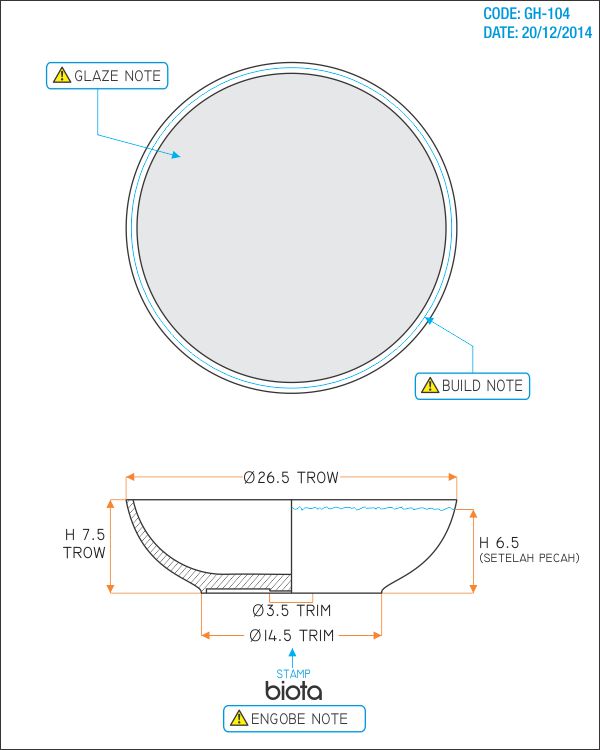 CODE: GH-104
DATE: 20/12/2014
GLAZE NOTE
BUILD NOTE
Ø26.5 TROW
H 7.5
TROW
H 6.5
(SETELAH PECAH)
Ø3.5 TRIM
Ø14.5 TRIM
STAMP
biota
ENGOBE NOTE